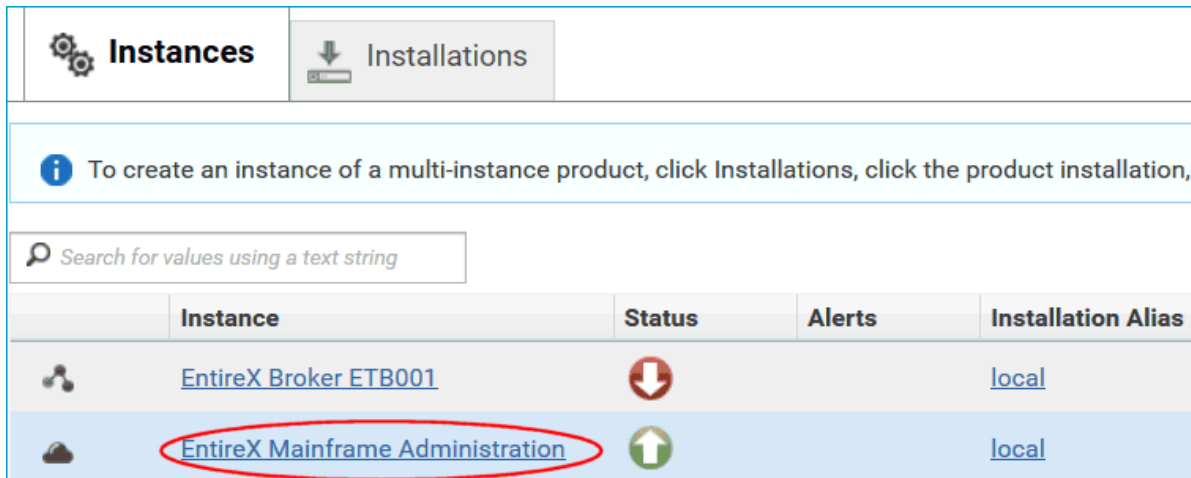 Instances
Installations
To create an instance of a multi-instance product, click Installations, click the product installation,
Search for values using a text string
Instance Status Alerts Installation Alias
EntireX Broker ETB001 local
EntireX Mainframe Administration local